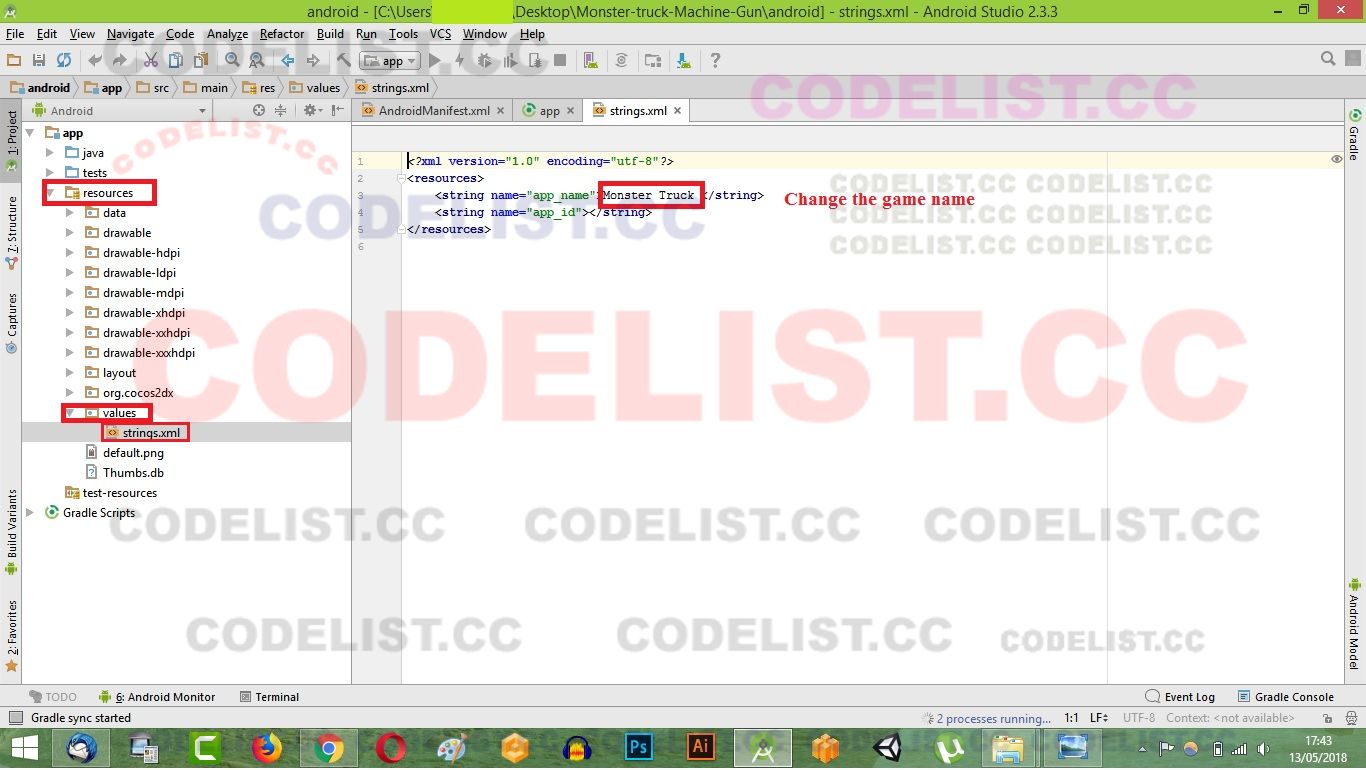 android - [C:\Users\ \Desktop\Monster-truck-Machine-Gun\android] - strings.xml - Android Studio 2.3.3
File Edit View Navigate Code Analyze Refactor Build Run Tools VCS Window Help
CODELIST.CC
app
android app src main res values strings.xml
CODELIST.CC
1: Project
Android
AndroidManifest.xml app strings.xml
Gradle
app
java
tests
resources
data
drawable
drawable-hdpi
drawable-ldpi
drawable-mdpi
drawable-xhdpi
drawable-xxhdpi
drawable-xxxhdpi
layout
org.cocos2dx
values
strings.xml
default.png
Thumbs.db
test-resources
Gradle Scripts
CODELIST.CC
1 <?xml version="1.0" encoding="utf-8"?>
2 <resources>
3 <string name="app_name">Monster Truck </string>
4 <string name="app_id"></string>
5 </resources>
6
Change the game name
CODELIST.CC
CODELIST.CC CODELIST.CC
CODELIST.CC CODELIST.CC
CODELIST.CC CODELIST.CC
CODELIST.CC
CODELIST.CC CODELIST.CC CODELIST.CC
CODELIST.CC CODELIST.CC CODELIST.CC
7: Structure
Captures
Build Variants
2: Favorites
Android Model
TODO 6: Android Monitor Terminal Event Log Gradle Console
Gradle sync started 2 processes running... 1:1 LF÷ UTF-8 Context: <not available>
Ps Ai
17:43
13/05/2018